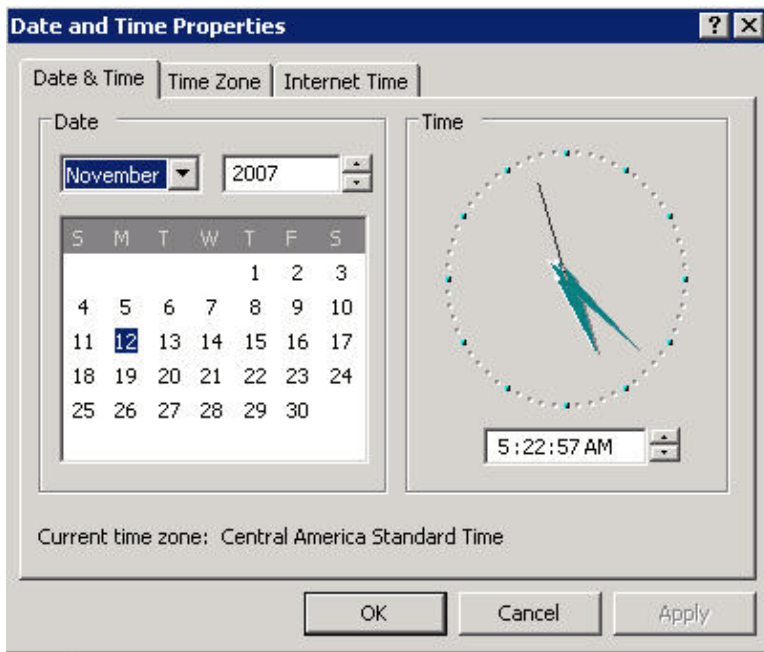 Date and Time Properties
Date & Time Time Zone Internet Time
Date
November 2007
S M T W T F S
1 2 3
4 5 6 7 8 9 10
11 12 13 14 15 16 17
18 19 20 21 22 23 24
25 26 27 28 29 30
Time
5:22:57 AM
Current time zone: Central America Standard Time
OK Cancel Apply